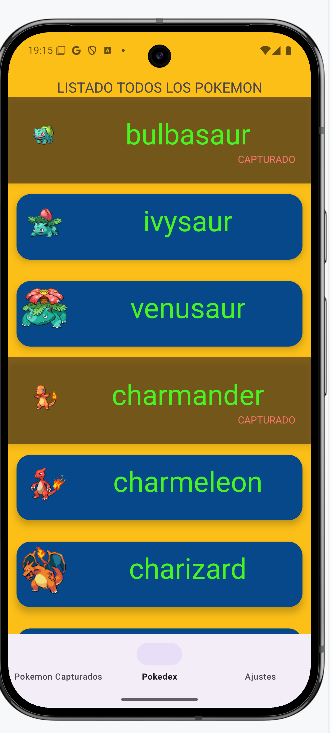 19:15
LISTADO TODOS LOS POKEMON
bulbasaur
CAPTURADO
ivysaur
venusaur
charmander
CAPTURADO
charmeleon
charizard
Pokemon Capturados
Pokedex
Ajustes